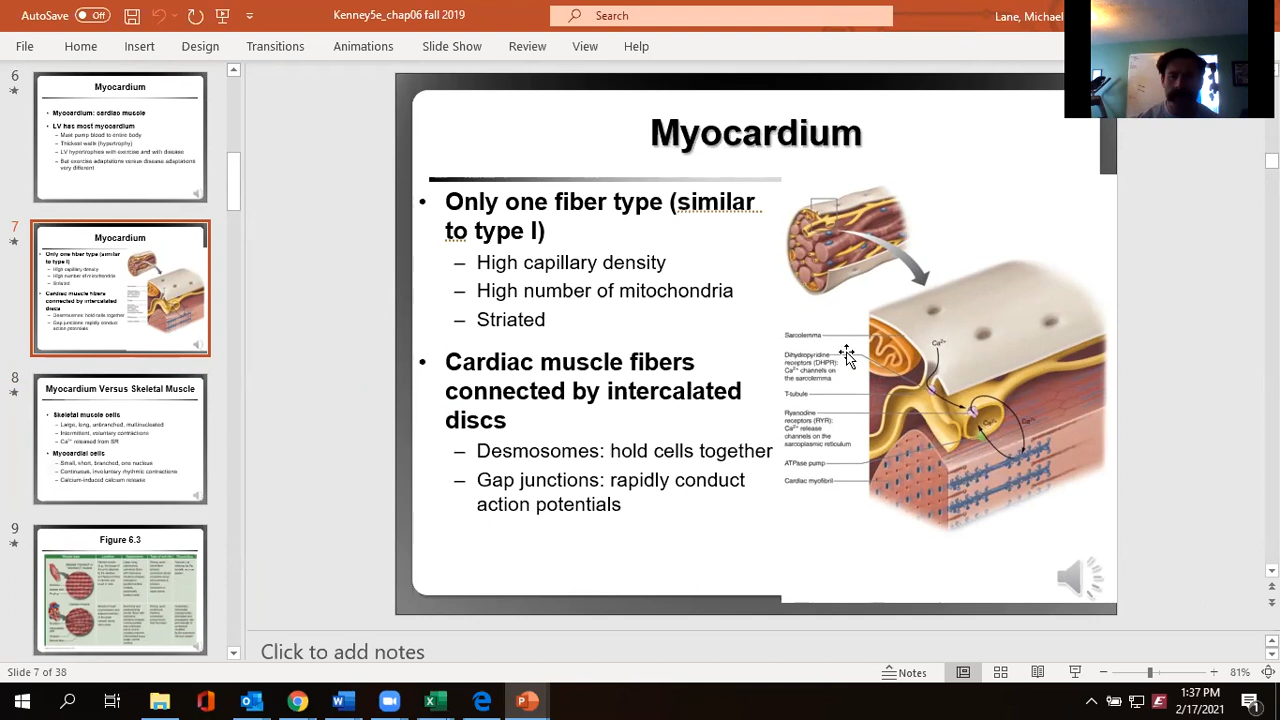 AutoSave
Off
Kenney5e_chap06 fall 2019
Search
Lane, Michael
File Home Insert Design Transitions Animations Slide Show Review View Help
6
Myocardium
• Myocardium: cardiac muscle
• LV has most myocardium
– Must pump blood to entire body
– Thickest walls (hypertrophy)
– LV hypertrophies with exercise and with disease
– But exercise adaptations versus disease adaptations
very different
7
Myocardium
• Only one fiber type (similar
to type I)
– High capillary density
– High number of mitochondria
– Striated
• Cardiac muscle fibers
connected by intercalated
discs
– Desmosomes: hold cells together
– Gap junctions: rapidly conduct
action potentials
8
Myocardium Versus Skeletal Muscle
• Skeletal muscle cells
– Large, long, unbranched, multinucleated
– Intermittent, voluntary contractions
– Ca²⁺ released from SR
• Myocardial cells
– Small, short, branched, one nucleus
– Continuous, involuntary rhythmic contractions
– Calcium-induced calcium release
9
Figure 6.3
Myocardium
• Only one fiber type (similar
to type I)
– High capillary density
– High number of mitochondria
– Striated
• Cardiac muscle fibers
connected by intercalated
discs
– Desmosomes: hold cells together
– Gap junctions: rapidly conduct
action potentials
Sarcolemma
Dihydropyridine
receptors (DHPR):
Ca²⁺ channels on
the sarcolemma
T-tubule
Ryanodine
receptors (RYR):
Ca²⁺ release
channels on the
sarcoplasmic reticulum
ATPase pump
Cardiac myofibril
Ca²⁺
Ca²⁺
Ca²⁺
Click to add notes
Slide 7 of 38
Notes
81%
1:37 PM
2/17/2021
1